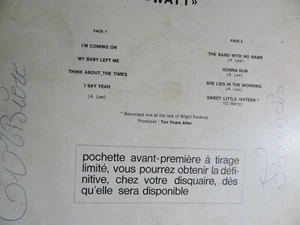 «WATT»
FACE 1
I'M COMING ON
MY BABY LEFT ME
THINK ABOUT THE TIMES
I SAY YEAH
(A. Lee)
FACE 2
THE BAND WITH NO NAME
(A. Lee)
GONNA RUN
(A. Lee)
SHE LIES IN THE MORNING
(A. Lee)
SWEET LITTLE SIXTEEN *
(C. Berry)
* Recorded live at the Isle of Wight Festival
Producer : Ten Years After
pochette avant-première à tirage
limité, vous pourrez obtenir la défi-
nitive, chez votre disquaire, dès
qu'elle sera disponible